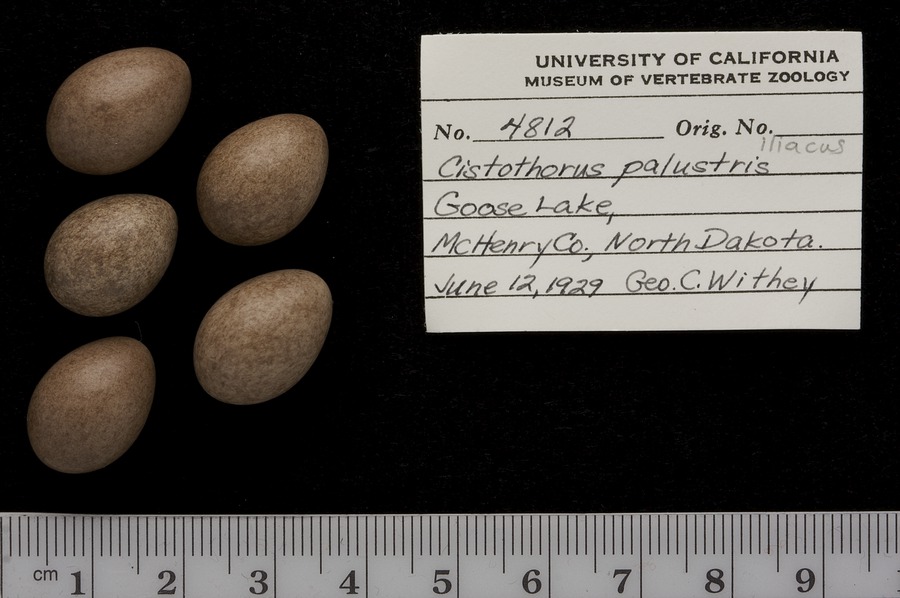 UNIVERSITY OF CALIFORNIA
MUSEUM OF VERTEBRATE ZOOLOGY
No. 4812 Orig. No.
iliacus
Cistothorus palustris
Goose Lake,
McHenry Co., North Dakota.
June 12, 1929 Geo. C. Withey
cm 1 2 3 4 5 6 7 8 9